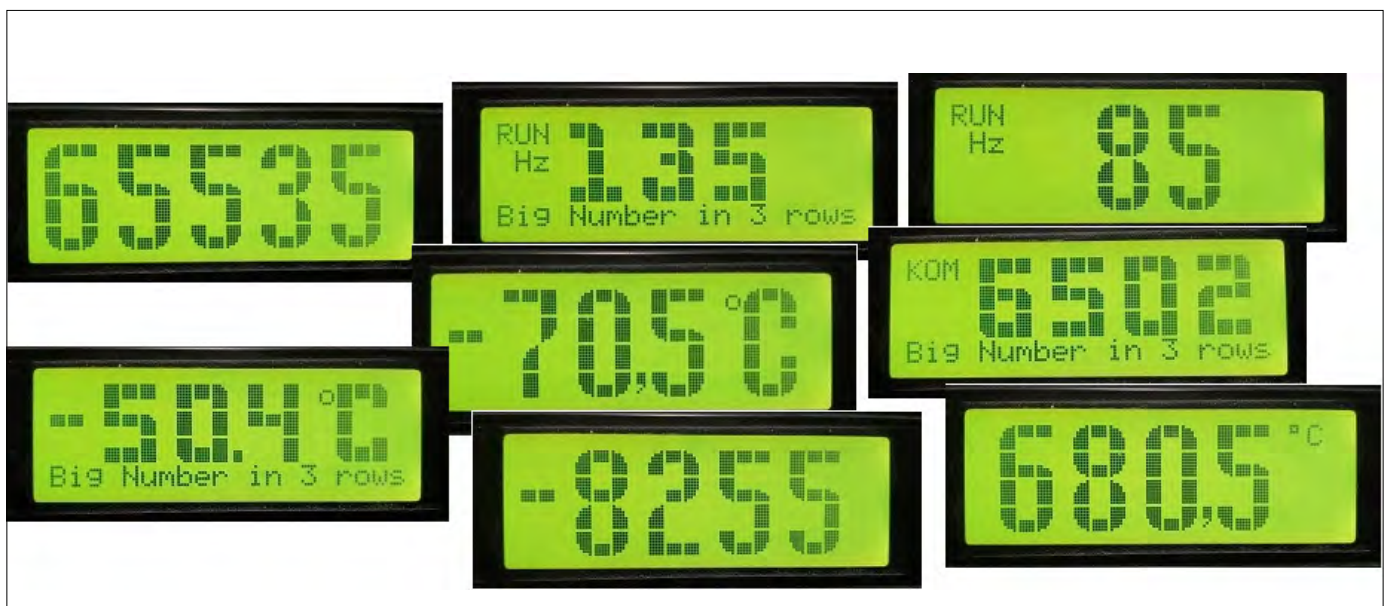 65535
RUN 135
Hz
Big Number in 3 rows
RUN 85
Hz
-70,5°C
KOM 6502
Big Number in 3 rows
-50.4°C
Big Number in 3 rows
-8255
680,5 °C